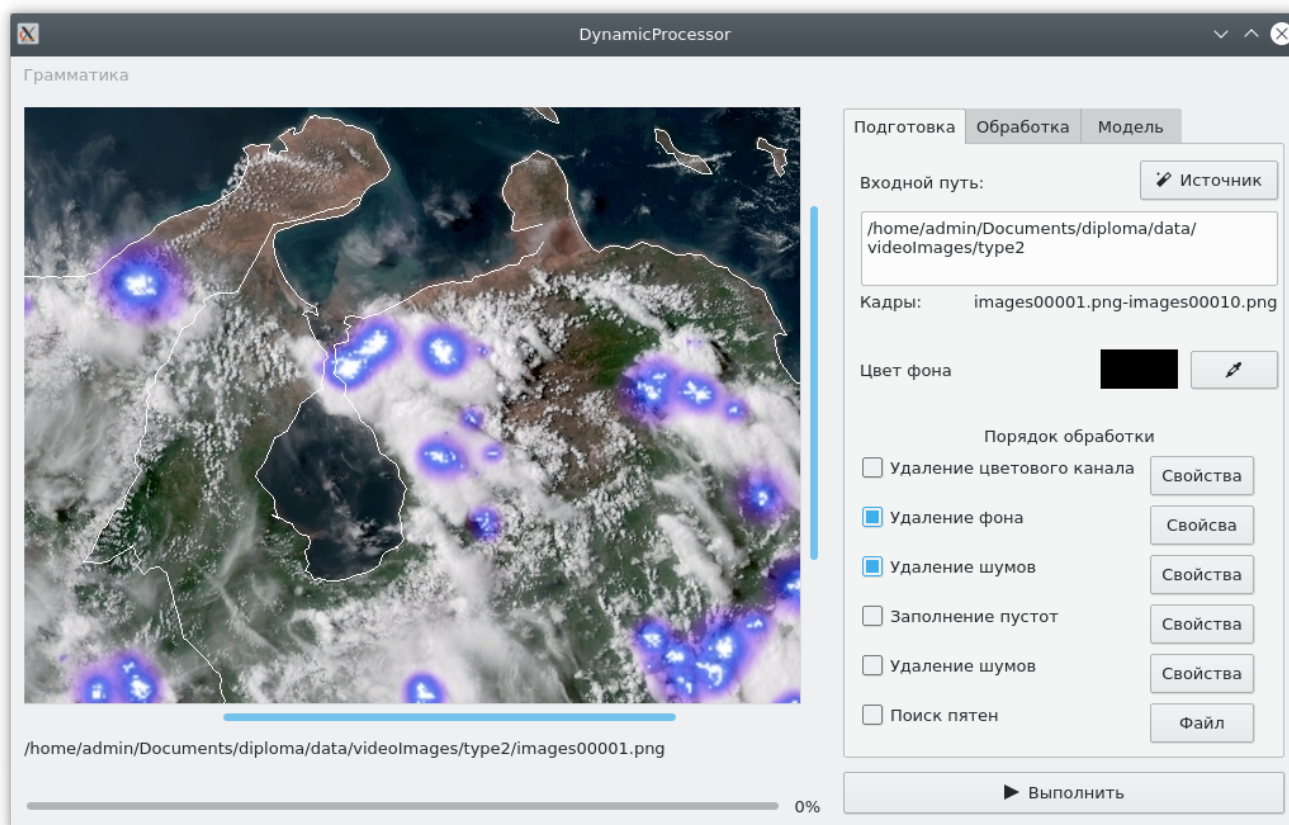 DynamicProcessor
Грамматика
Подготовка Обработка Модель
Входной путь: Источник
/home/admin/Documents/diploma/data/
videoImages/type2
Кадры: images00001.png-images00010.png
Цвет фона
Порядок обработки
Удаление цветового канала Свойства
Удаление фона Свойсва
Удаление шумов Свойства
Заполнение пустот Свойства
Удаление шумов Свойства
Поиск пятен Файл
/home/admin/Documents/diploma/data/videoImages/type2/images00001.png
0%
Выполнить